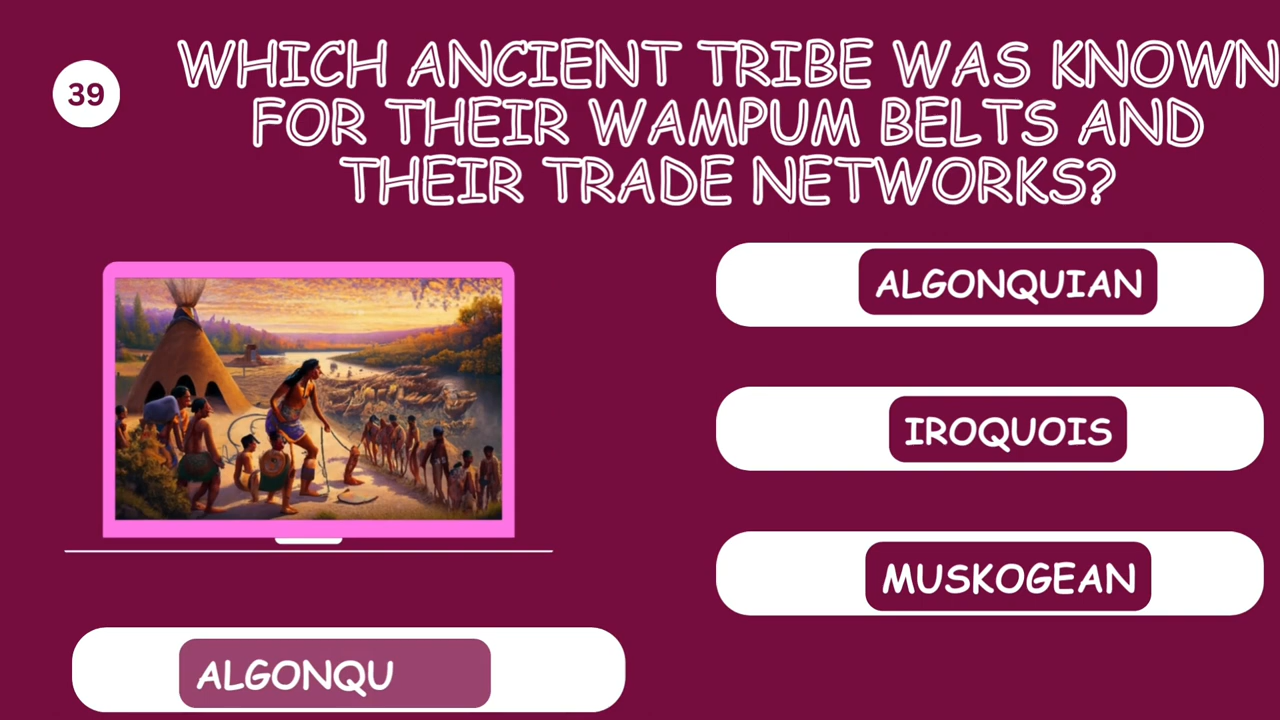 39
WHICH ANCIENT TRIBE WAS KNOWN
FOR THEIR WAMPUM BELTS AND
THEIR TRADE NETWORKS?
ALGONQUIAN
IROQUOIS
MUSKOGEAN
ALGONQU